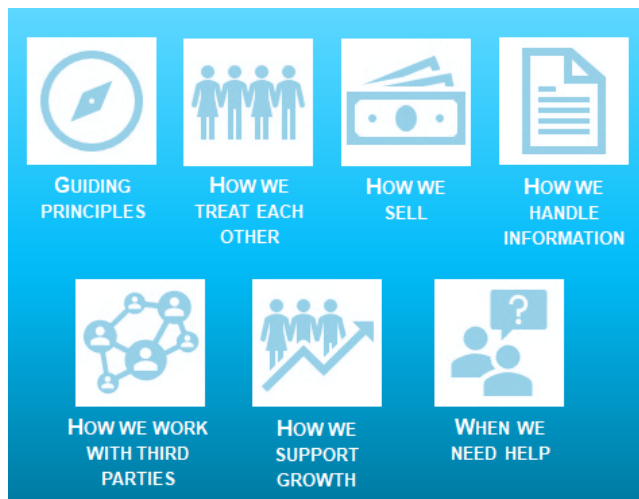 GUIDING
PRINCIPLES
HOW WE
TREAT EACH
OTHER
HOW WE
SELL
HOW WE
HANDLE
INFORMATION
?
HOW WE WORK
WITH THIRD
PARTIES
HOW WE
SUPPORT
GROWTH
WHEN WE
NEED HELP